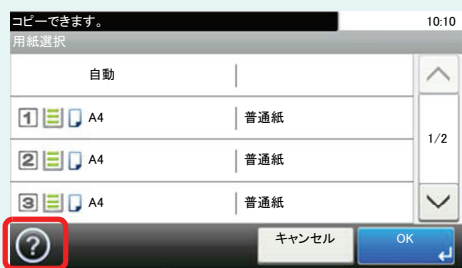 コピーできます。 10:10
用紙選択
自動
1 A4 普通紙
2 A4 普通紙
3 A4 普通紙
1/2
? キャンセル OK